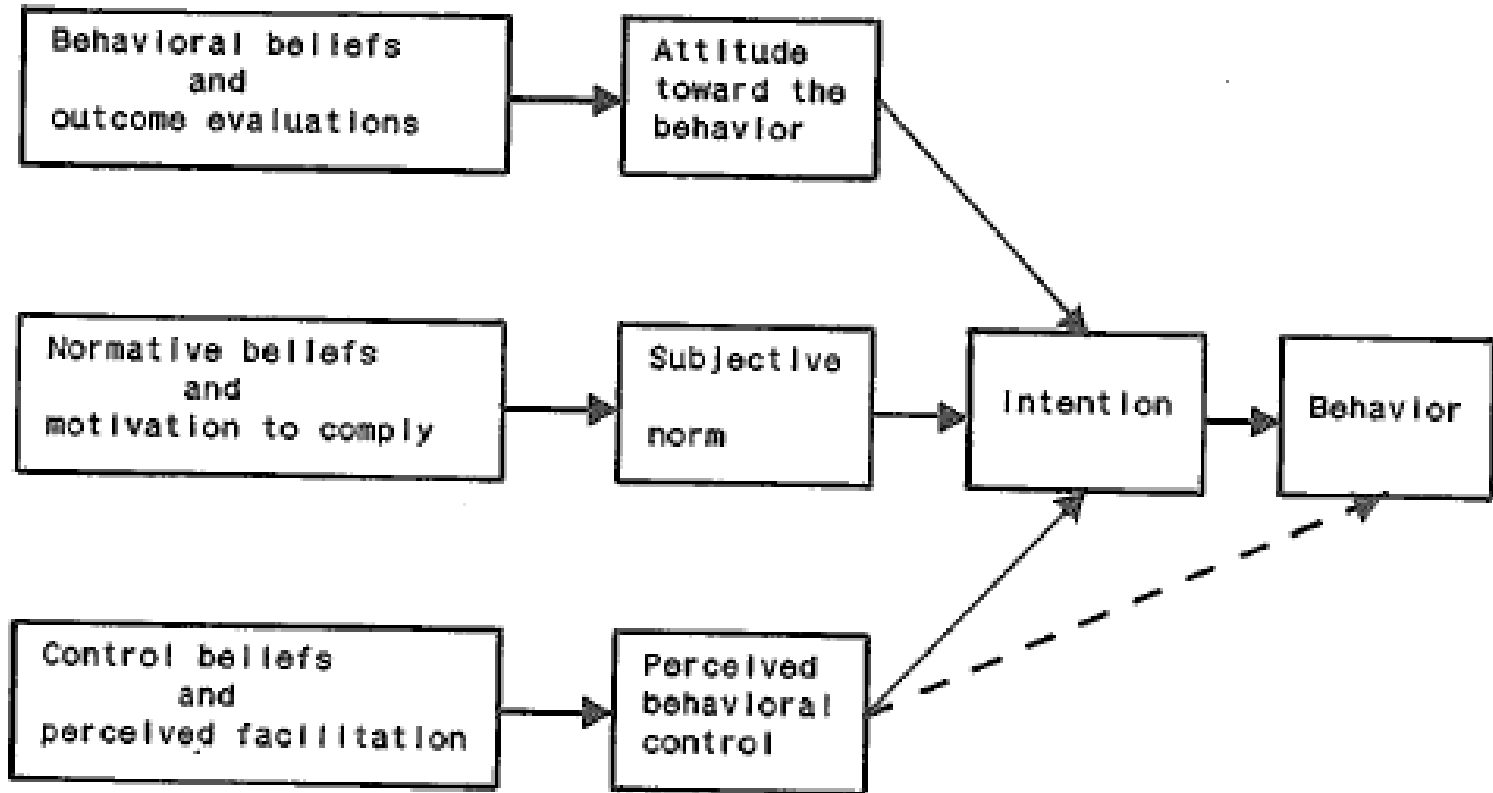 Behavioral beliefs
and
outcome evaluations
Attitude
toward the
behavior
Normative beliefs
and
motivation to comply
Subjective
norm
Intention
Behavior
Control beliefs
and
perceived facilitation
Perceived
behavioral
control